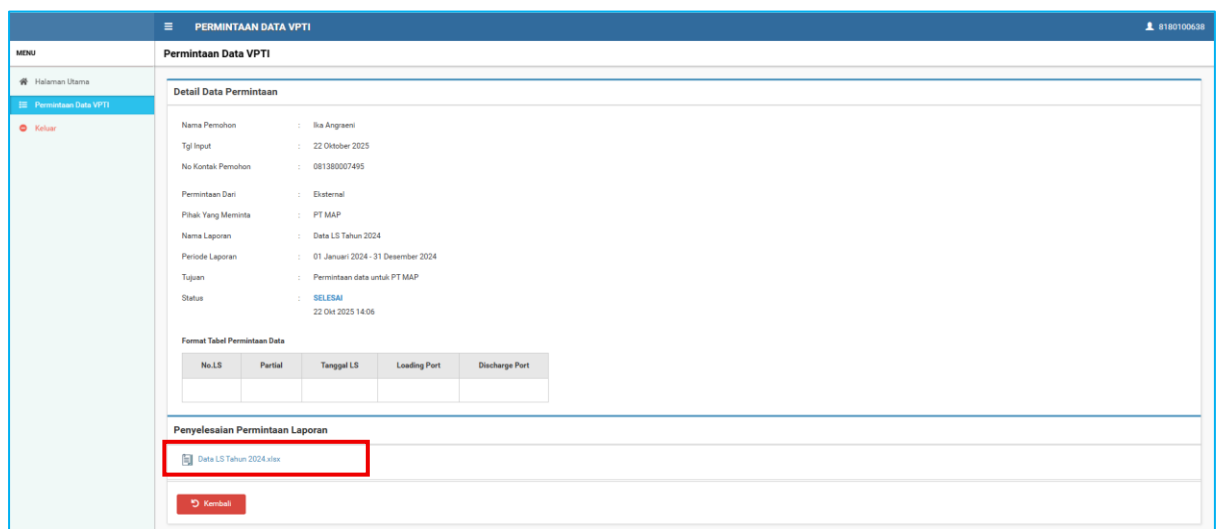 PERMINTAAN DATA VPTI
8180100638
MENU
Permintaan Data VPTI
Halaman Utama
Permintaan Data VPTI
Keluar
Detail Data Permintaan
Nama Pemohon : Ika Angraeni
Tgl Input : 22 Oktober 2025
No Kontak Pemohon : 081380007495
Permintaan Dari : Eksternal
Pihak Yang Meminta : PT MAP
Nama Laporan : Data LS Tahun 2024
Periode Laporan : 01 Januari 2024 - 31 Desember 2024
Tujuan : Permintaan data untuk PT MAP
Status : SELESAI
22 Okt 2025 14:06
Format Tabel Permintaan Data
No.LS Partial Tanggal LS Loading Port Discharge Port
Penyelesaian Permintaan Laporan
Data LS Tahun 2024.xlsx
Kembali